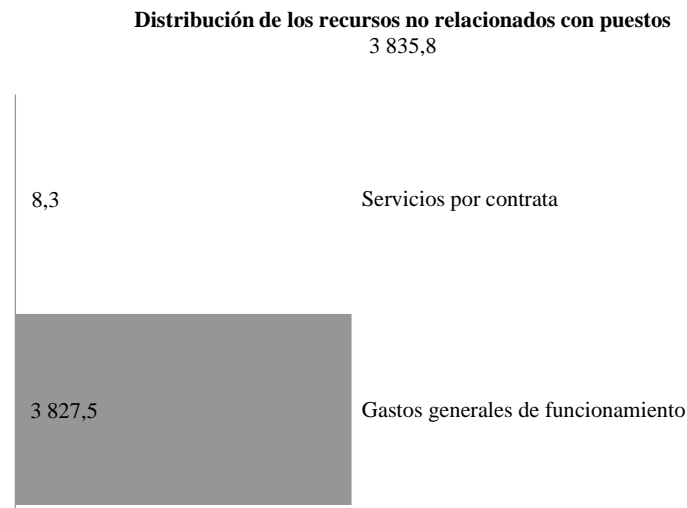 Distribución de los recursos no relacionados con puestos
3 835,8
8,3 Servicios por contrata
3 827,5 Gastos generales de funcionamiento